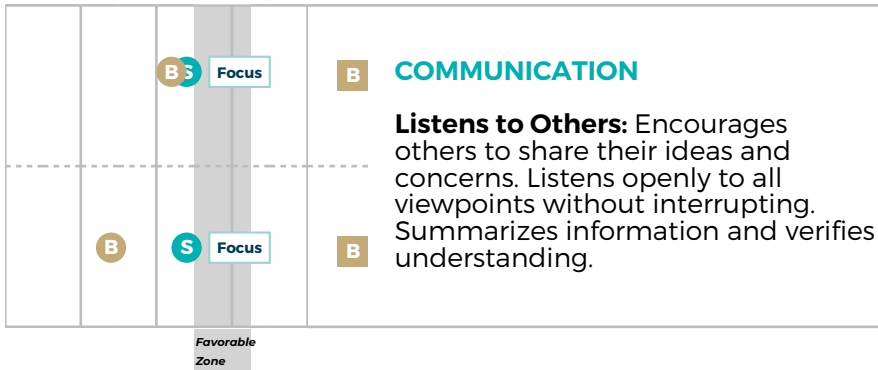 B S Focus B
COMMUNICATION
Listens to Others: Encourages
others to share their ideas and
concerns. Listens openly to all
viewpoints without interrupting.
Summarizes information and verifies
understanding.
B S Focus B
Favorable
Zone